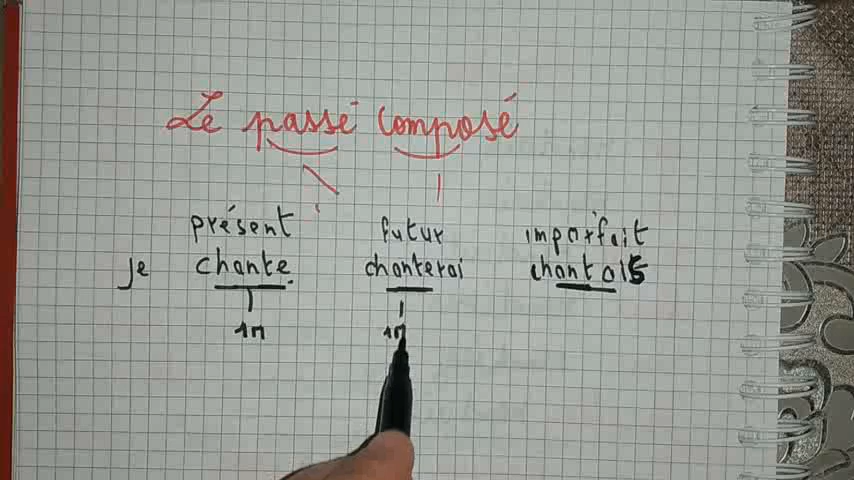 Le passé composé
présent futur imparfait
je chante chanterai chantais
1m 1m